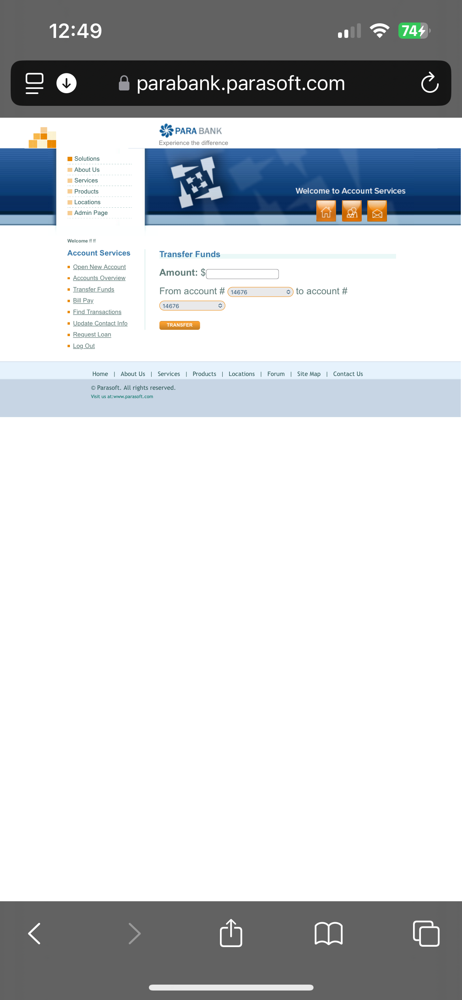 12:49
74
parabank.parasoft.com
PARA BANK
Experience the difference
Solutions
About Us
Services
Products
Locations
Admin Page
Welcome to Account Services
Welcome ff ff
Account Services
Open New Account
Accounts Overview
Transfer Funds
Bill Pay
Find Transactions
Update Contact Info
Request Loan
Log Out
Transfer Funds
Amount: $
From account # 14676 to account #
14676
TRANSFER
Home | About Us | Services | Products | Locations | Forum | Site Map | Contact Us
© Parasoft. All rights reserved.
Visit us at:www.parasoft.com